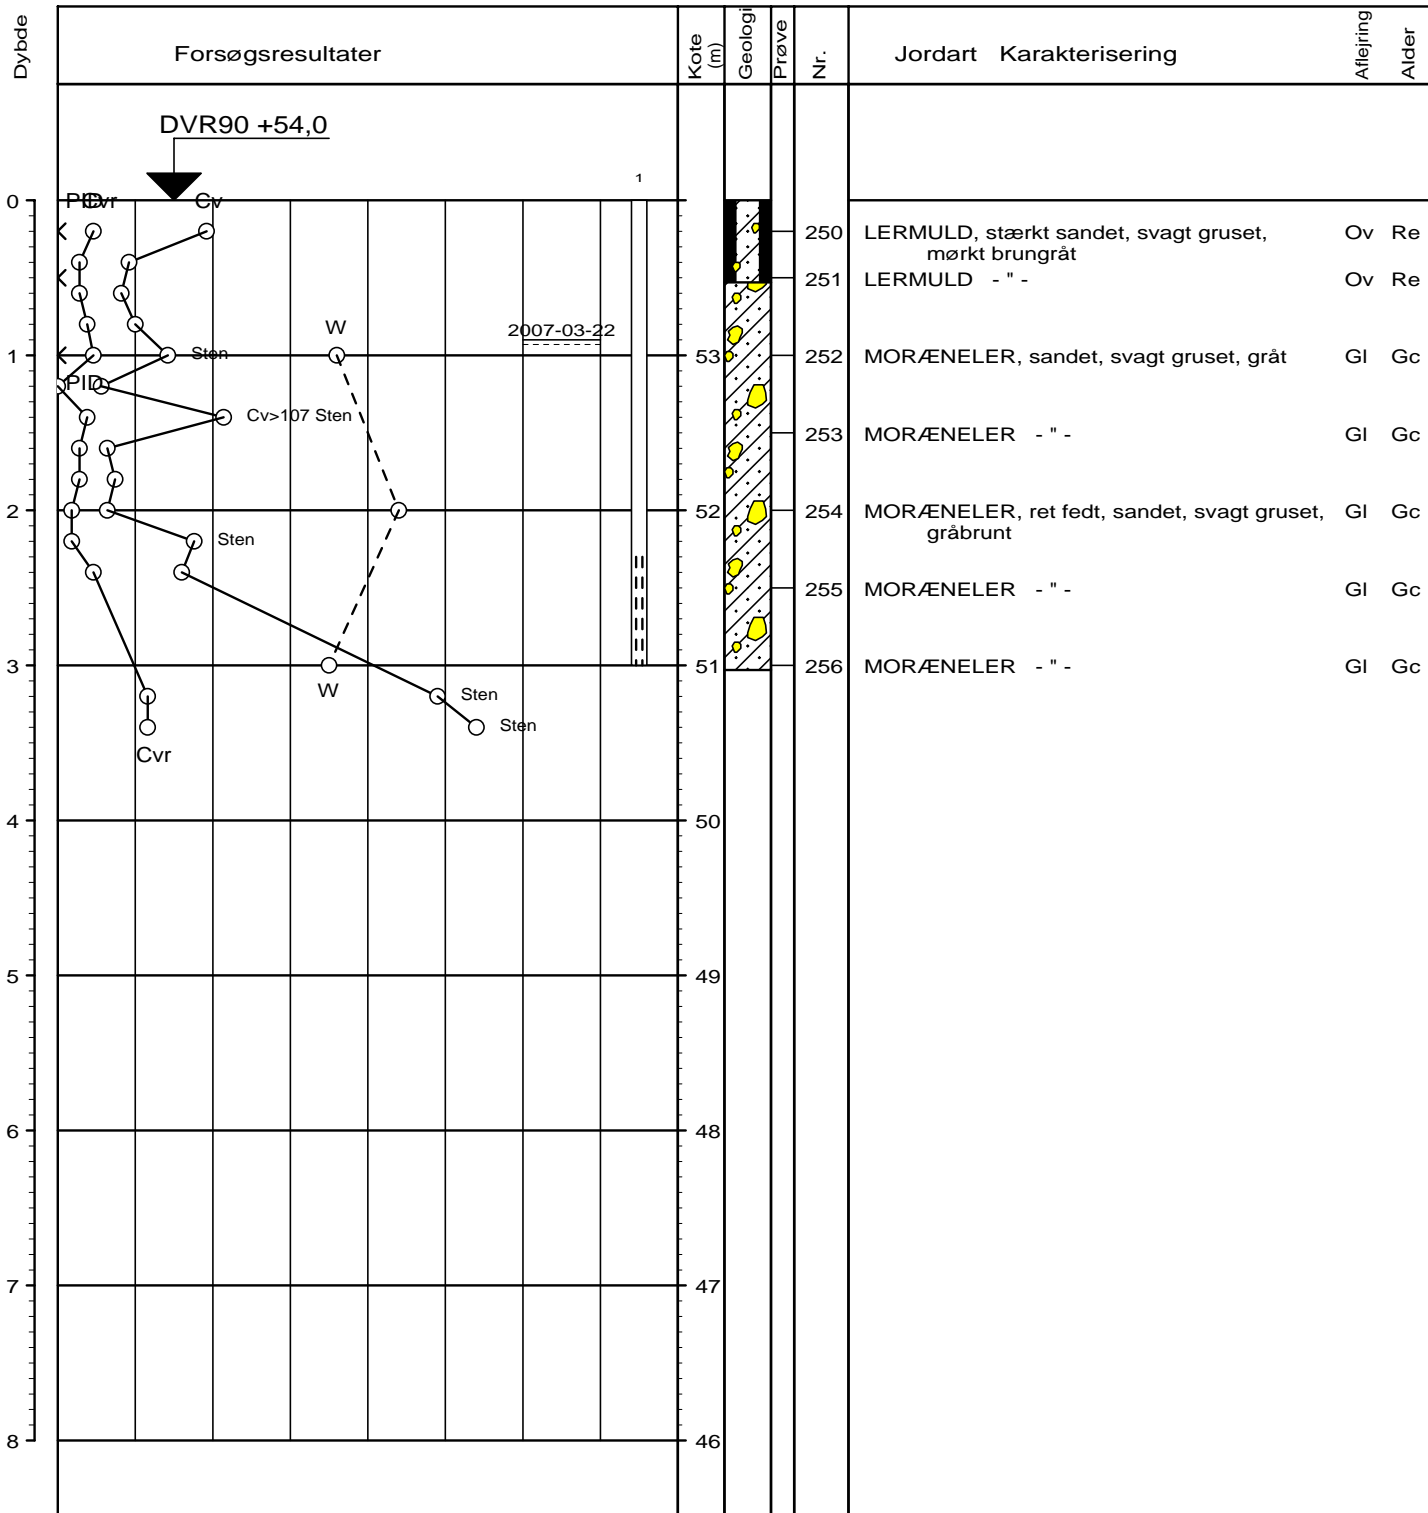 Dybde
Forsøgsresultater
Kote
(m)
Geologi
Prøve
Nr.
Jordart Karakterisering
Aflejring
Alder
DVR90 +54,0
1
0
PID
Cvr
Cv
250 LERMULD, stærkt sandet, svagt gruset, Ov Re
mørkt brungråt
251 LERMULD - " - Ov Re
W
2007-03-22
1
Sten
53
252 MORÆNELER, sandet, svagt gruset, gråt Gl Gc
PID
Cv>107 Sten
253 MORÆNELER - " - Gl Gc
2
52
254 MORÆNELER, ret fedt, sandet, svagt gruset, Gl Gc
gråbrunt
Sten
255 MORÆNELER - " - Gl Gc
3
51
256 MORÆNELER - " - Gl Gc
W
Sten
Sten
Cvr
4
50
5
49
6
48
7
47
8
46